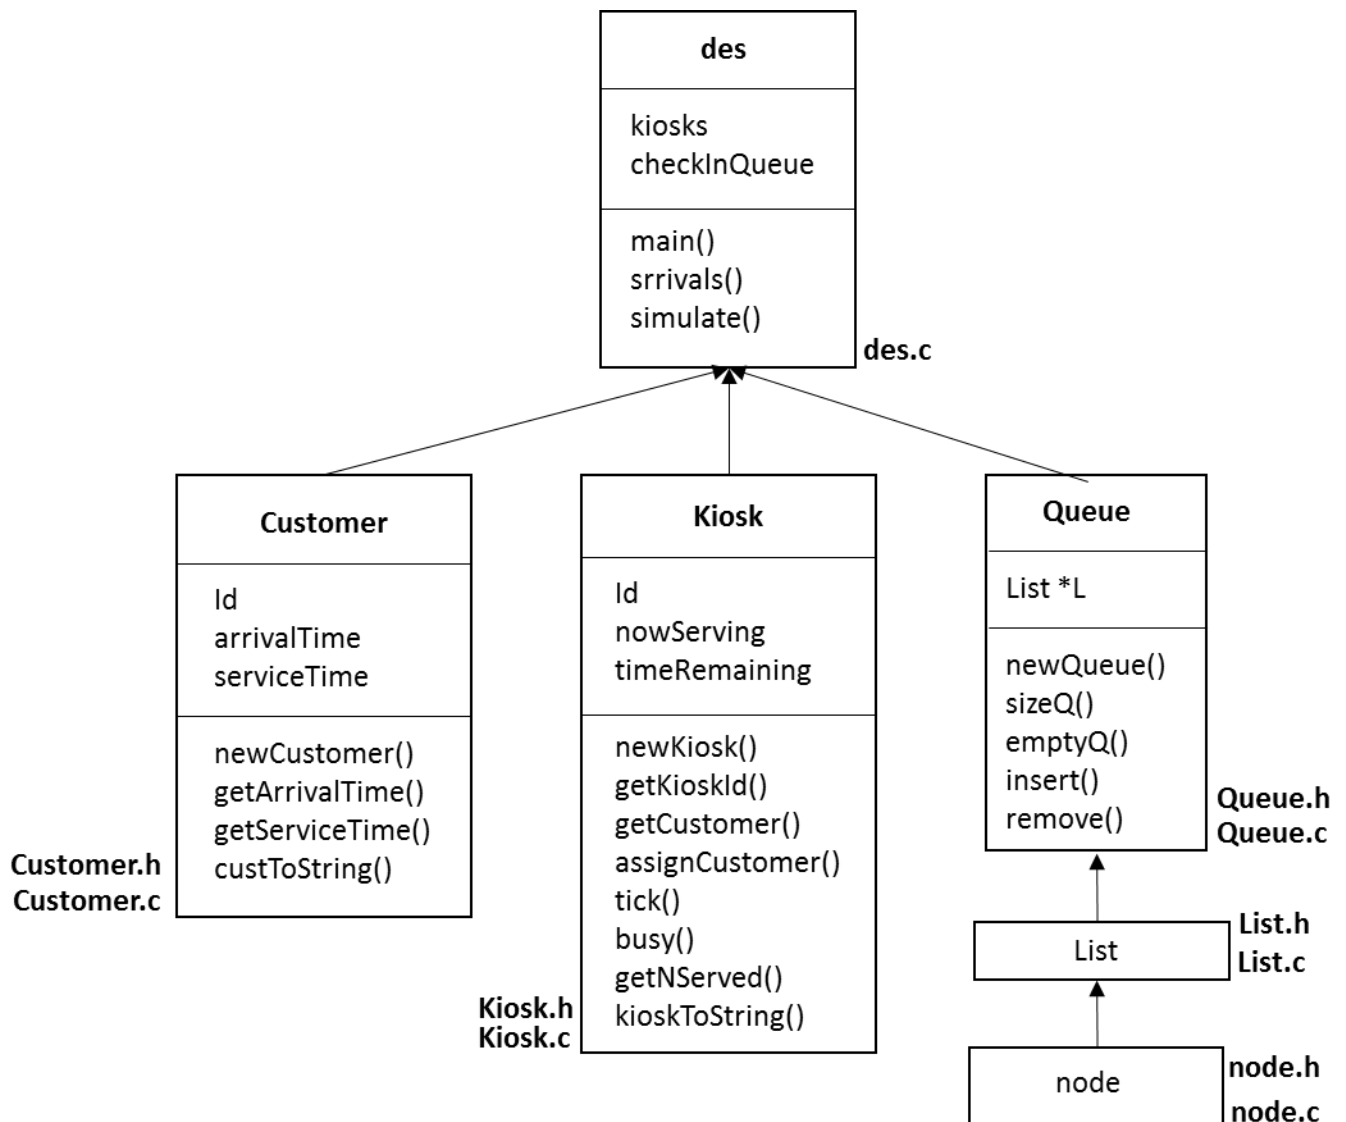 des
kiosks
checkInQueue
main()
srrivals()
simulate()
des.c
Customer
Id
arrivalTime
serviceTime
newCustomer()
getArrivalTime()
getServiceTime()
custToString()
Customer.h
Customer.c
Kiosk
Id
nowServing
timeRemaining
newKiosk()
getKioskId()
getCustomer()
assignCustomer()
tick()
busy()
getNServed()
kioskToString()
Kiosk.h
Kiosk.c
Queue
List *L
newQueue()
sizeQ()
emptyQ()
insert()
remove()
Queue.h
Queue.c
List
List.h
List.c
node
node.h
node.c